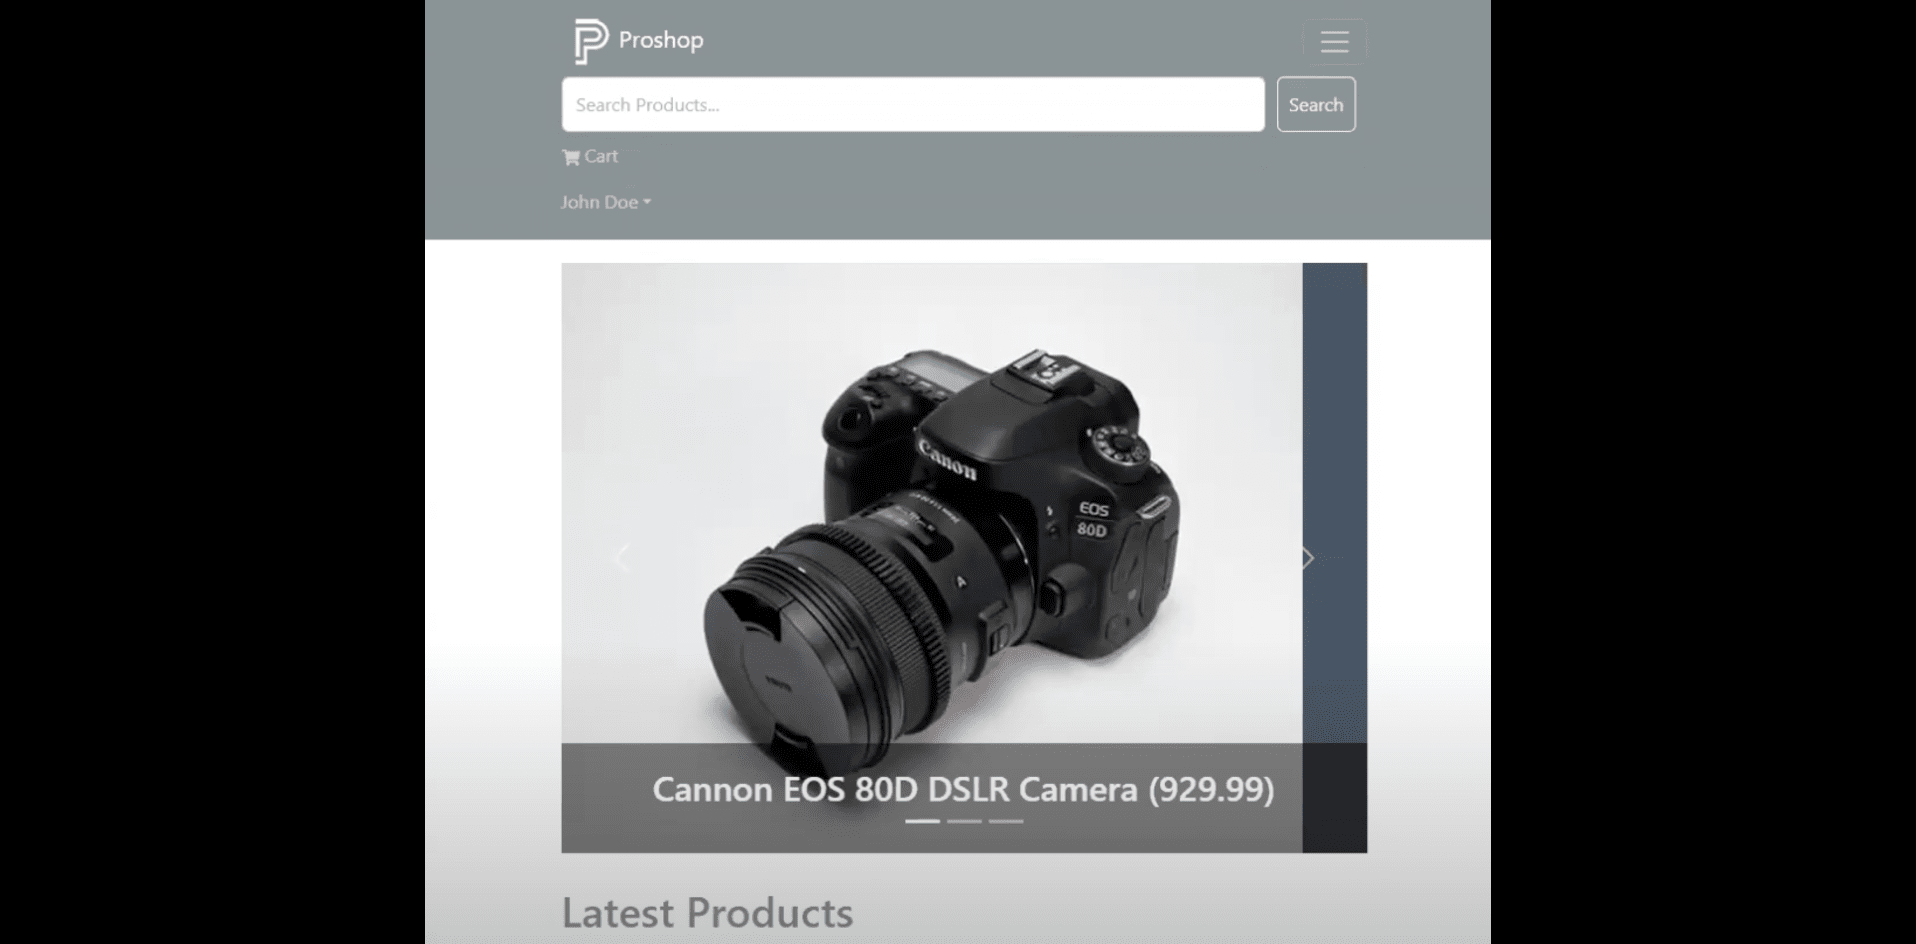 Proshop
Search Products...
Search
Cart
John Doe
Canon
EOS
80D
A
Cannon EOS 80D DSLR Camera (929.99)
Latest Products